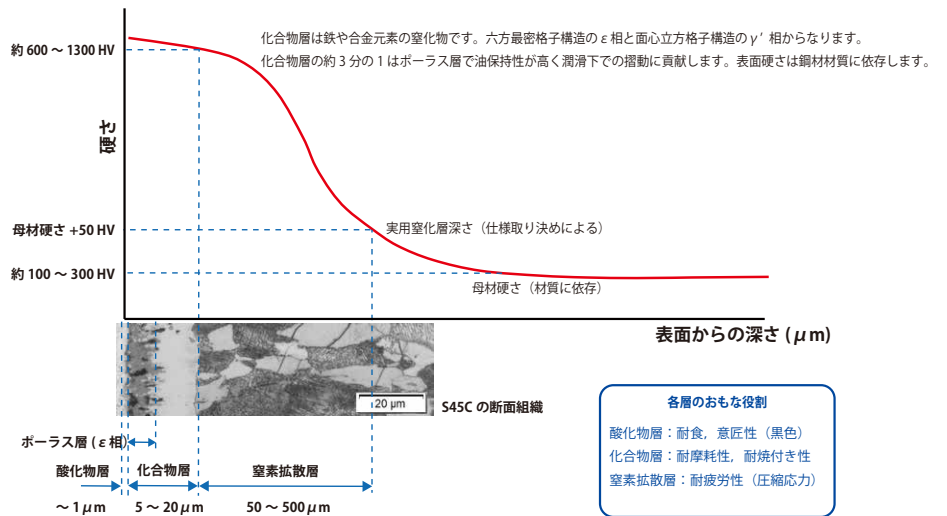 化合物層は鉄や合金元素の窒化物です。六方最密格子構造のε相と面心立方格子構造のγ’相からなります。
化合物層の約3分の1はポーラス層で油保持性が高く潤滑下での摺動に貢献します。表面硬さは鋼材材質に依存します。
約 600 ～ 1300 HV
硬さ
母材硬さ +50 HV
実用窒化層深さ（仕様取り決めによる）
約 100 ～ 300 HV
母材硬さ（材質に依存）
表面からの深さ (μm)
20 μm
S45C の断面組織
ポーラス層 ( ε 相 )
酸化物層
化合物層
窒素拡散層
～ 1 μm
5 ～ 20 μm
50 ～ 500 μm
各層のおもな役割
酸化物層：耐食，意匠性（黒色）
化合物層：耐摩耗性，耐焼付き性
窒素拡散層：耐疲労性（圧縮応力）